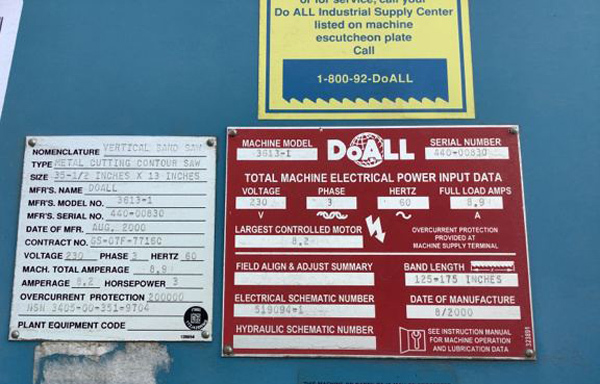 or for service, call your
Do ALL Industrial Supply Center
listed on machine
escutcheon plate
Call
1-800-92-DoALL
NOMENCLATURE VERTICAL BAND SAW
TYPE METAL CUTTING CONTOUR SAW
SIZE 35-1/2 INCHES X 13 INCHES
MFR'S. NAME DOALL
MFR'S. MODEL NO. 3613-1
MFR'S. SERIAL NO. 440-00830
DATE OF MFR. AUG. 2000
CONTRACT NO. GS-07F-7716C
VOLTAGE 230 PHASE 3 HERTZ 60
MACH. TOTAL AMPERAGE 8.9
AMPERAGE 8.2 HORSEPOWER 3
OVERCURRENT PROTECTION 200000
NSN 3405-00-351-9704
PLANT EQUIPMENT CODE
MACHINE MODEL
3613-1
DoALL
SERIAL NUMBER
440-00830
TOTAL MACHINE ELECTRICAL POWER INPUT DATA
VOLTAGE PHASE HERTZ FULL LOAD AMPS
230 3 60 8.9
V A
LARGEST CONTROLLED MOTOR
8.2
OVERCURRENT PROTECTION
PROVIDED AT
MACHINE SUPPLY TERMINAL
FIELD ALIGN & ADJUST SUMMARY
BAND LENGTH
125-175 INCHES
ELECTRICAL SCHEMATIC NUMBER
519094-1
DATE OF MANUFACTURE
8/2000
HYDRAULIC SCHEMATIC NUMBER
SEE INSTRUCTION MANUAL
FOR MACHINE OPERATION
AND LUBRICATION DATA